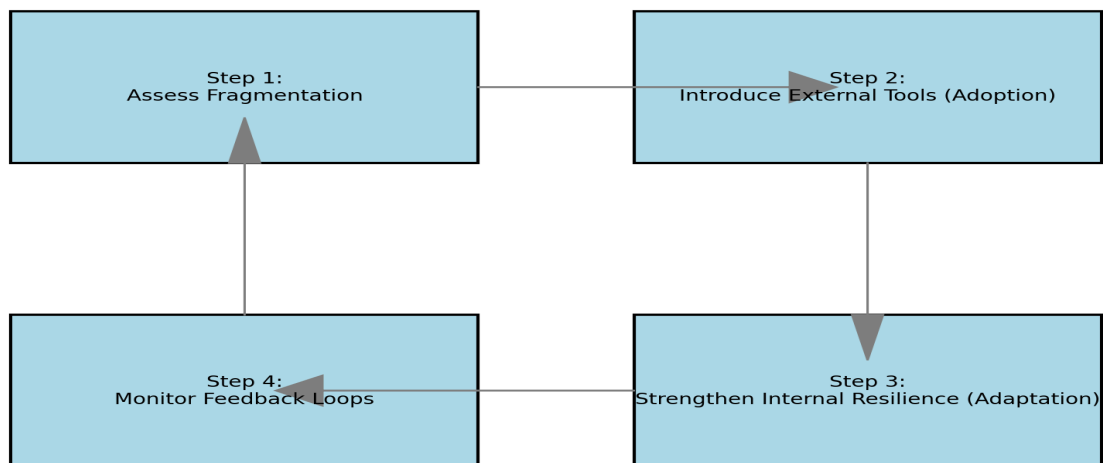 Step 1:
Assess Fragmentation
Step 2:
Introduce External Tools (Adoption)
Step 4:
Monitor Feedback Loops
Step 3:
Strengthen Internal Resilience (Adaptation)